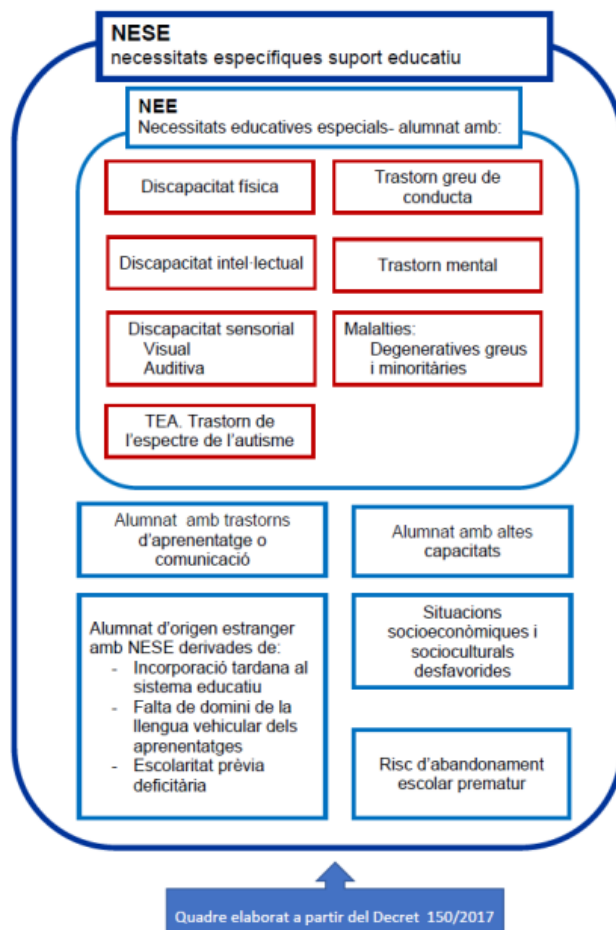 NESE
necessitats específiques suport educatiu
NEE
Necessitats educatives especials- alumnat amb:
Discapacitat física
Trastorn greu de
conducta
Discapacitat intel·lectual
Trastorn mental
Discapacitat sensorial
Visual
Auditiva
Malalties:
Degeneratives greus
i minoritàries
TEA. Trastorn de
l'espectre de l'autisme
Alumnat amb trastorns
d'aprenentatge o
comunicació
Alumnat amb altes
capacitats
Alumnat d'origen estranger
amb NESE derivades de:
- Incorporació tardana al
sistema educatiu
- Falta de domini de la
llengua vehicular dels
aprenentatges
- Escolaritat prèvia
deficitària
Situacions
socioeconòmiques i
socioculturals
desfavorides
Risc d'abandonament
escolar prematur
Quadre elaborat a partir del Decret 150/2017